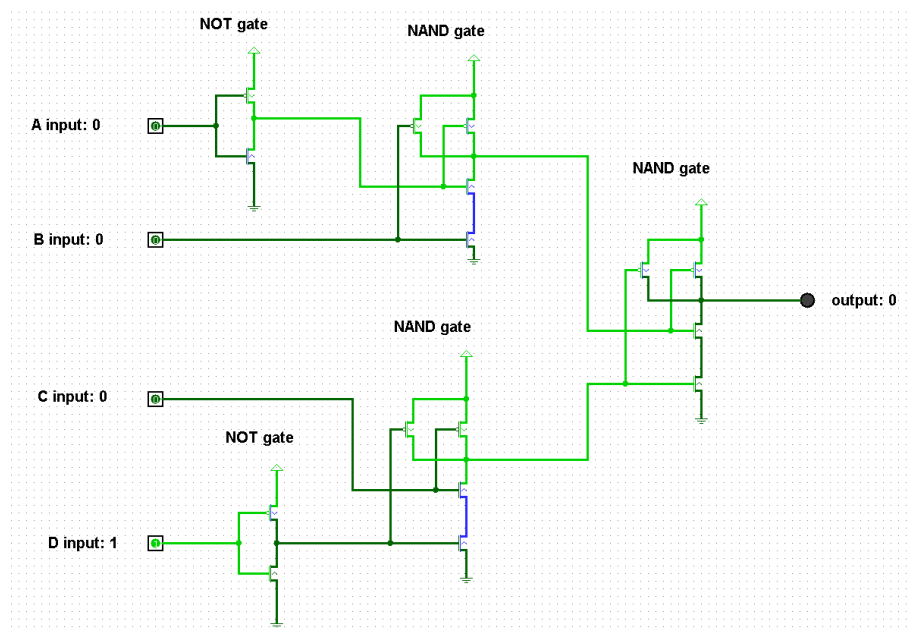 NOT gate
NAND gate
A input: 0
NAND gate
B input: 0
output: 0
NAND gate
C input: 0
NOT gate
D input: 1